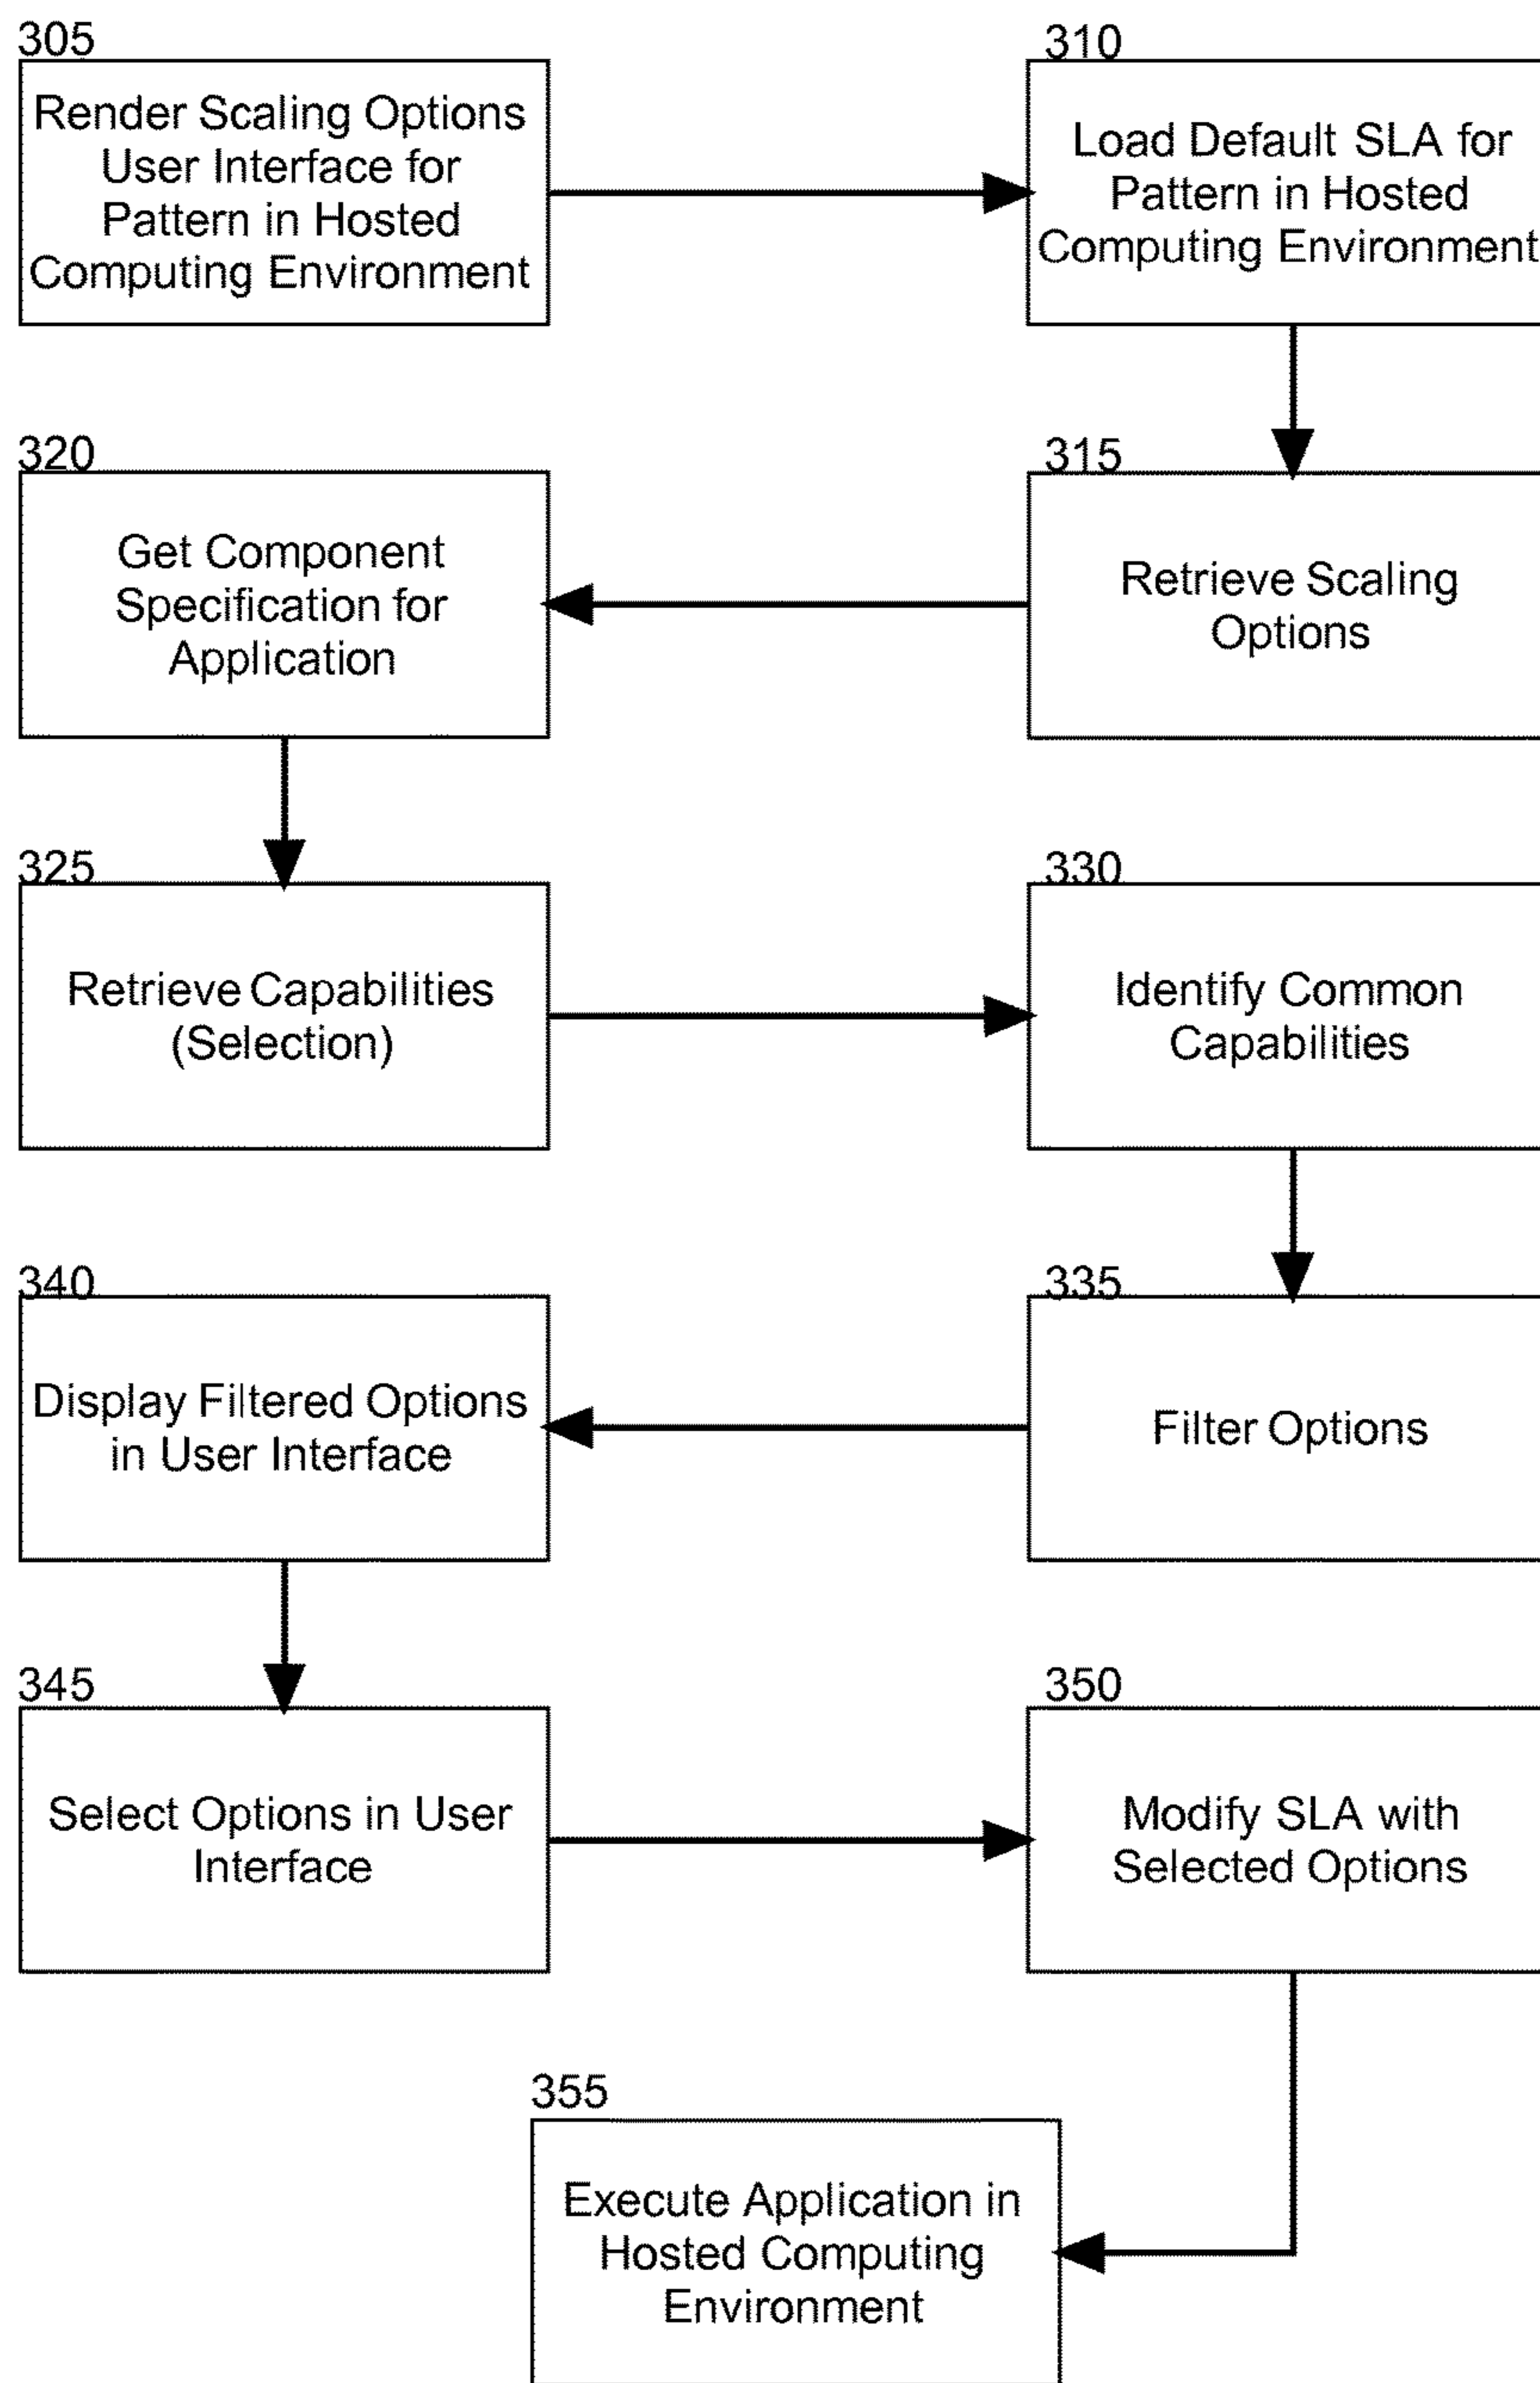 305
Render Scaling Options
User Interface for
Pattern in Hosted
Computing Environment
310
Load Default SLA for
Pattern in Hosted
Computing Environment
320
Get Component
Specification for
Application
315
Retrieve Scaling
Options
325
Retrieve Capabilities
(Selection)
330
Identify Common
Capabilities
340
Display Filtered Options
in User Interface
335
Filter Options
345
Select Options in User
Interface
350
Modify SLA with
Selected Options
355
Execute Application in
Hosted Computing
Environment